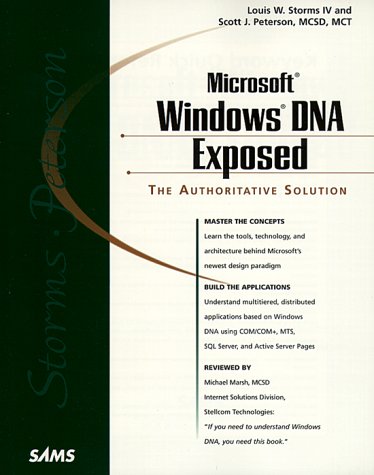 Louis W. Storms IV and
Scott J. Peterson, MCSD, MCT
Microsoft®
Windows® DNA
Exposed
THE AUTHORITATIVE SOLUTION
MASTER THE CONCEPTS
Learn the tools, technology, and
architecture behind Microsoft's
newest design paradigm
BUILD THE APPLICATIONS
Understand multitiered, distributed
applications based on Windows
DNA using COM/COM+, MTS,
SQL Server, and Active Server Pages
REVIEWED BY
Michael Marsh, MCSD
Internet Solutions Division,
Stellcom Technologies:
"If you need to understand Windows
DNA, you need this book."
Storms • Peterson
SAMS